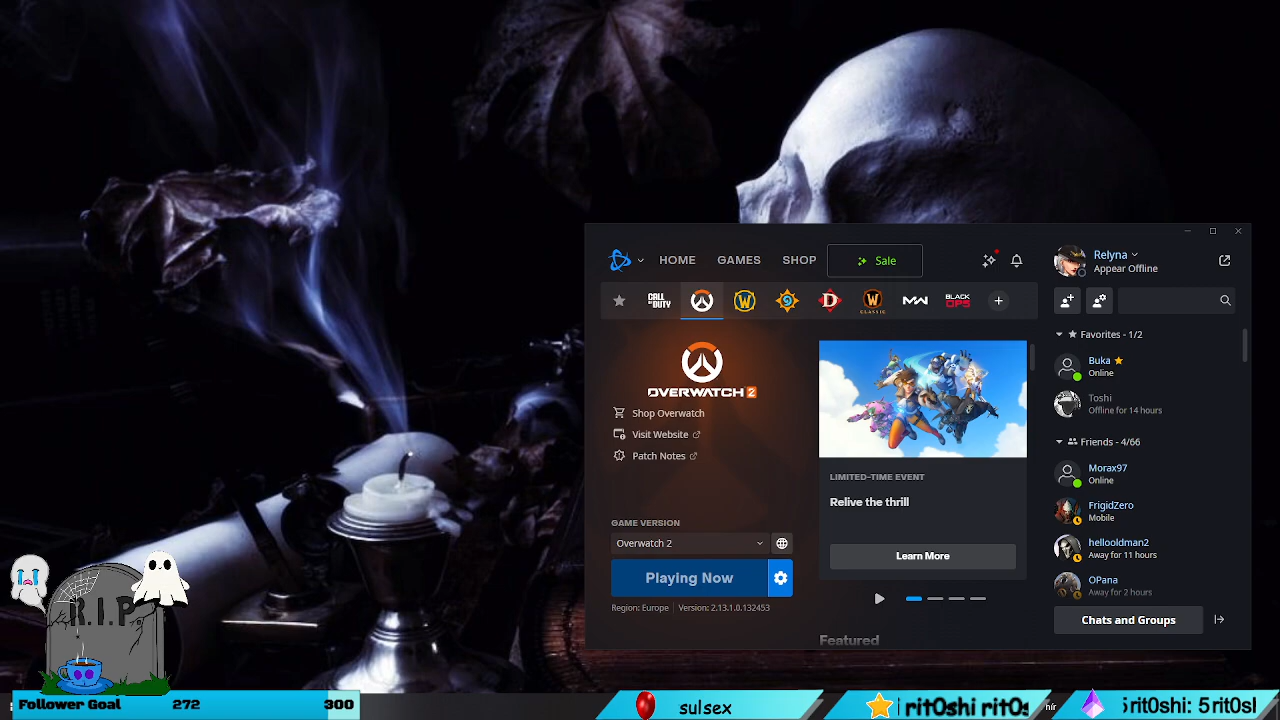 HOME
GAMES
SHOP
Sale
Relyna
Appear Offline
CALL OF DUTY
CLASSIC
BLACK OPS
OVERWATCH 2
Shop Overwatch
Visit Website
Patch Notes
GAME VERSION
Overwatch 2
Playing Now
Region: Europe
Version: 2.13.1.0.132453
LIMITED-TIME EVENT
Relive the thrill
Learn More
Featured
Favorites - 1/2
Buka
Online
Toshi
Offline for 14 hours
Friends - 4/66
Morax97
Online
FrigidZero
Mobile
hellooldman2
Away for 11 hours
OPana
Away for 2 hours
Chats and Groups
R.I.P
Follower Goal
272
300
sulsex
rit0shi rit0s
5rit0shi: 5rit0sl